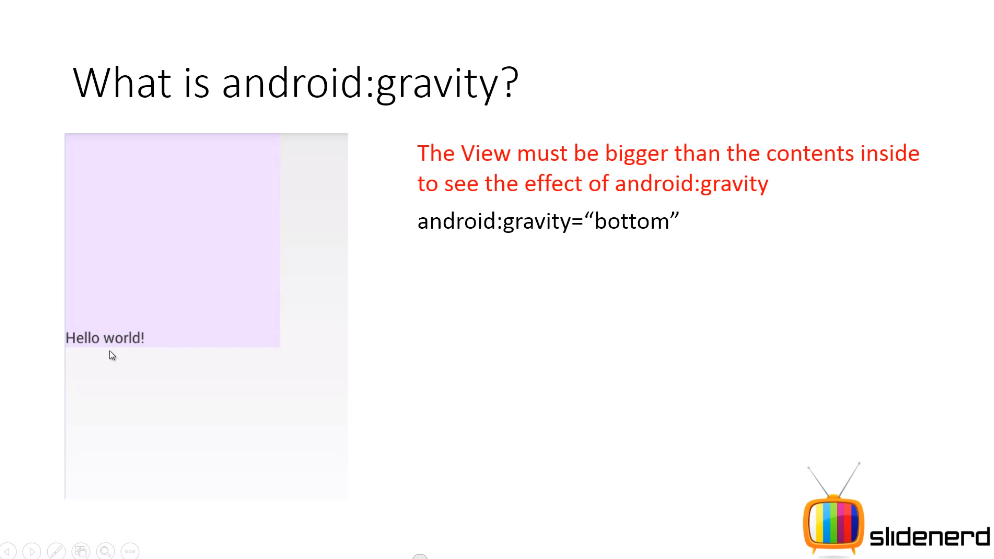 What is android:gravity?
The View must be bigger than the contents inside
to see the effect of android:gravity
android:gravity=“bottom”
Hello world!
slidenerd